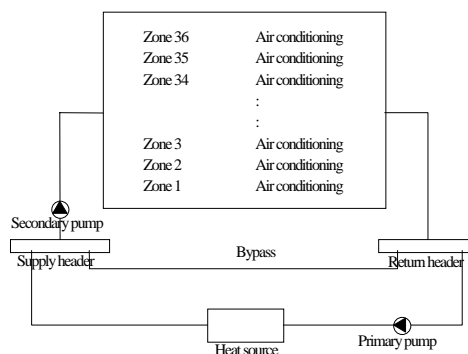 Zone 36 Air conditioning
Zone 35 Air conditioning
Zone 34 Air conditioning
:
:
Zone 3 Air conditioning
Zone 2 Air conditioning
Zone 1 Air conditioning
Secondary pump
Supply header
Bypass
Return header
Heat source
Primary pump